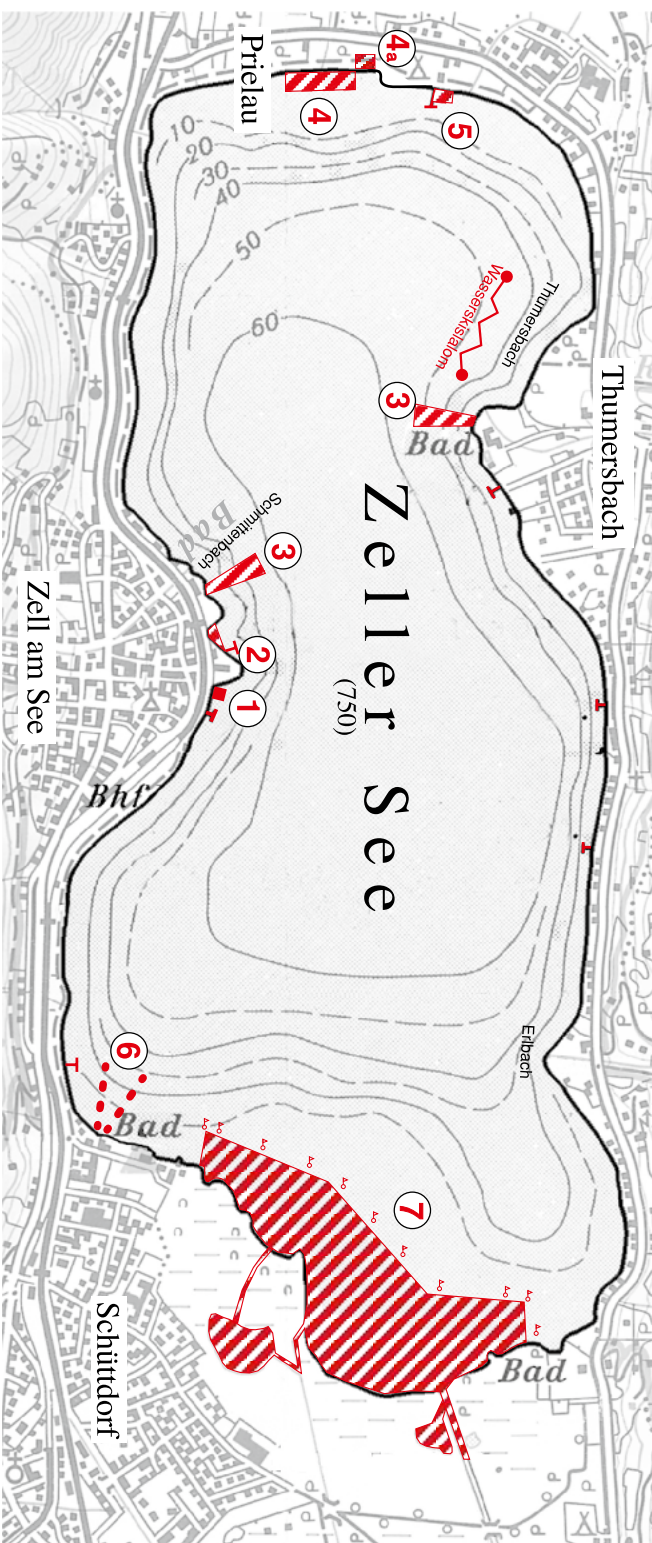 Prielau
4a
4
5
10
20
30
40
50
60
Wasserskislalom
Thumersbach
Thumersbach
3
Bad
Zeller See
(750)
Schmittenbach
Bad
3
2
1
Zell am See
Bhf
Erlbach
6
Bad
7
Bad
Schüttdorf